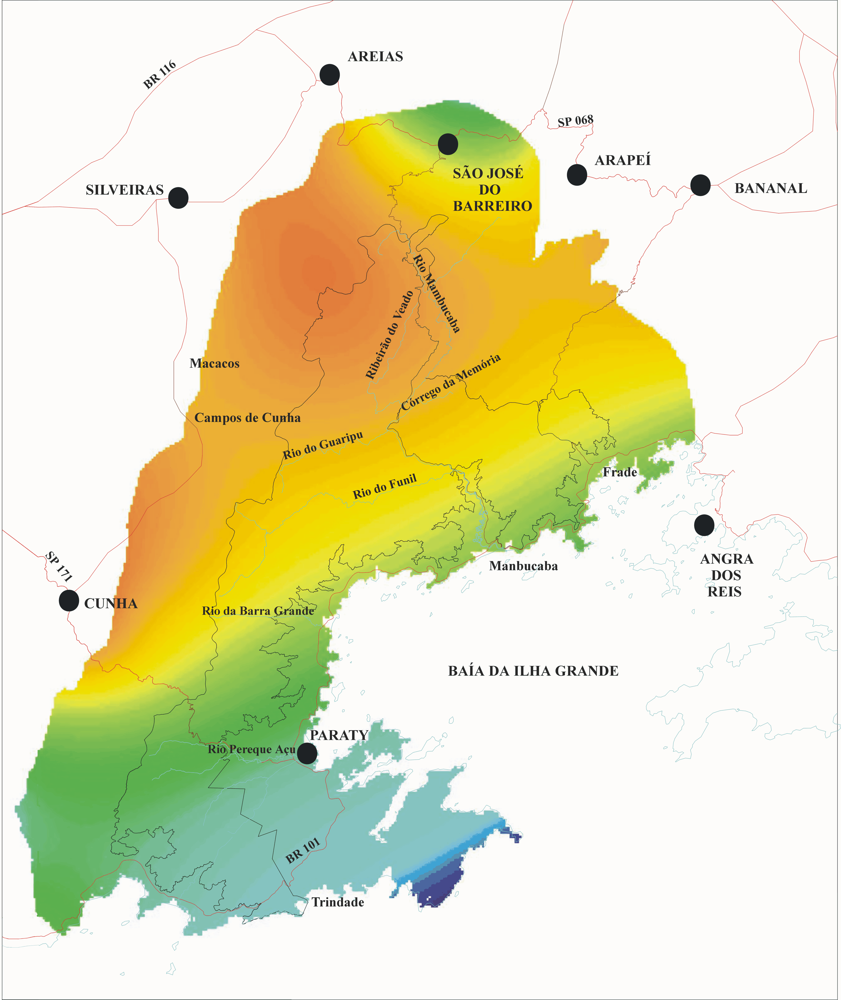 AREIAS
BR 116
SP 068
ARAPEÍ
SÃO JOSÉ
DO
BARREIRO
SILVEIRAS
BANANAL
Rio Mambucaba
Ribeirão do Veado
Macacos
Córrego da Memória
Campos de Cunha
Rio do Guaripu
Frade
Rio do Funil
SP 171
Manbucaba
ANGRA
DOS
REIS
CUNHA
Rio da Barra Grande
BAÍA DA ILHA GRANDE
PARATY
Rio Pereque Açu
BR 101
Trindade